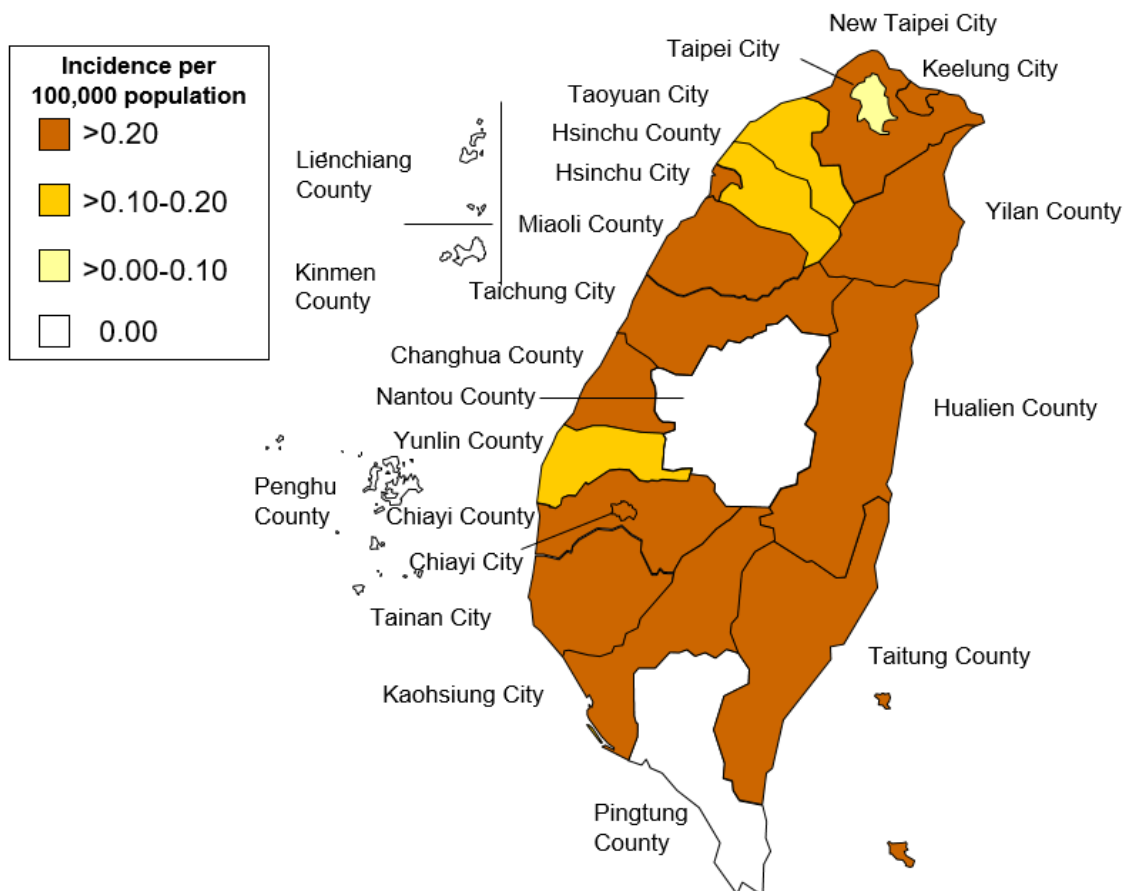 Incidence per
100,000 population
>0.20
>0.10-0.20
>0.00-0.10
0.00
New Taipei City
Taipei City
Keelung City
Taoyuan City
Hsinchu County
Hsinchu City
Lienchiang
County
Yilan County
Miaoli County
Kinmen
County
Taichung City
Changhua County
Nantou County
Hualien County
Yunlin County
Penghu
County
Chiayi County
Chiayi City
Tainan City
Taitung County
Kaohsiung City
Pingtung
County